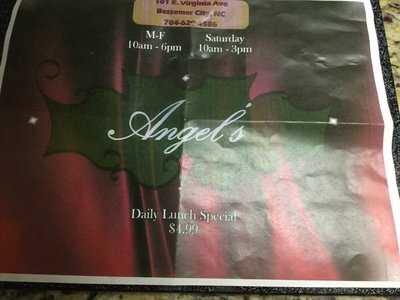 101 E. Virginia Ave
Bessemer City, NC
M-F Saturday
10am - 6pm 10am - 3pm
Angel's
Daily Lunch Special
$4.99